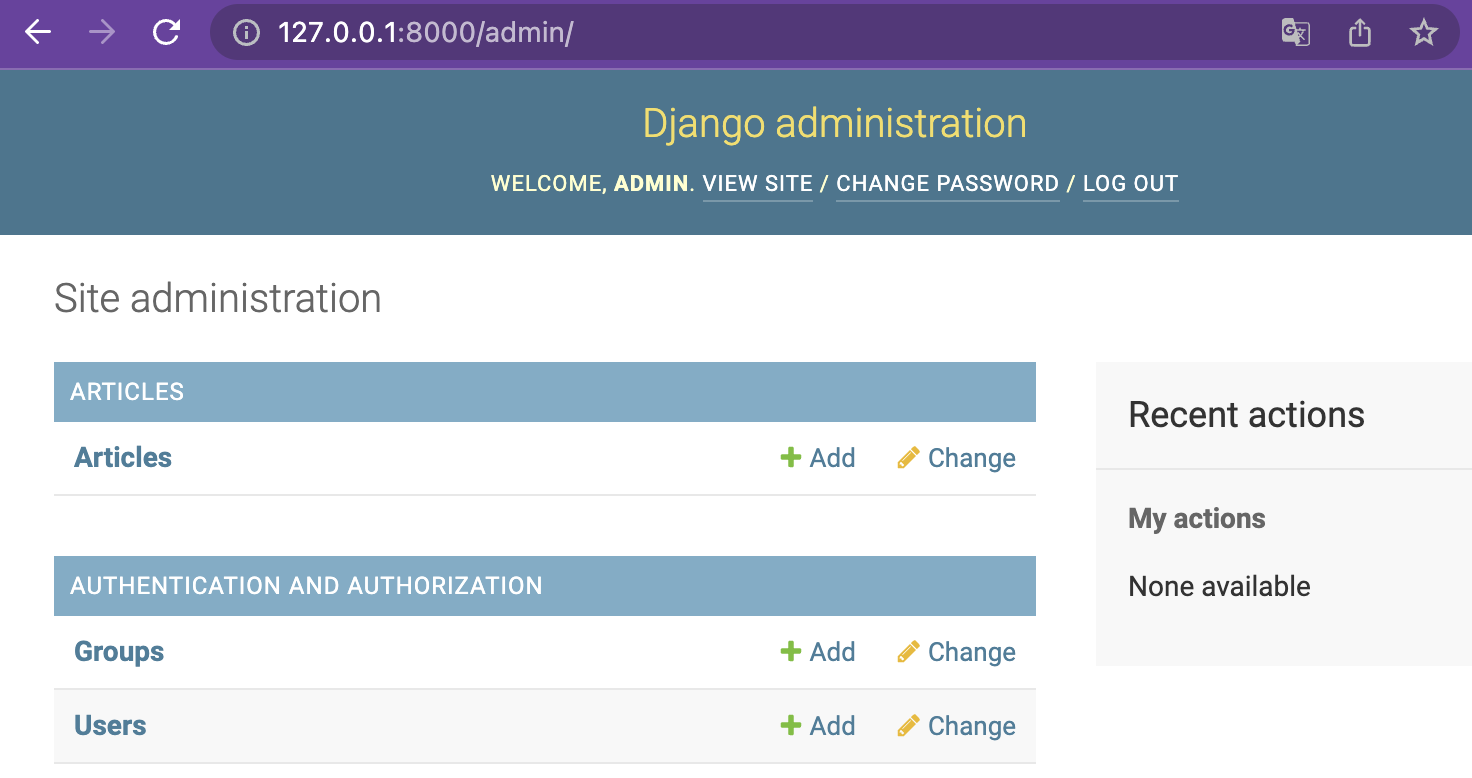 127.0.0.1:8000/admin/
Django administration
WELCOME, ADMIN. VIEW SITE / CHANGE PASSWORD / LOG OUT
Site administration
ARTICLES
Articles Add Change
AUTHENTICATION AND AUTHORIZATION
Groups Add Change
Users Add Change
Recent actions
My actions
None available